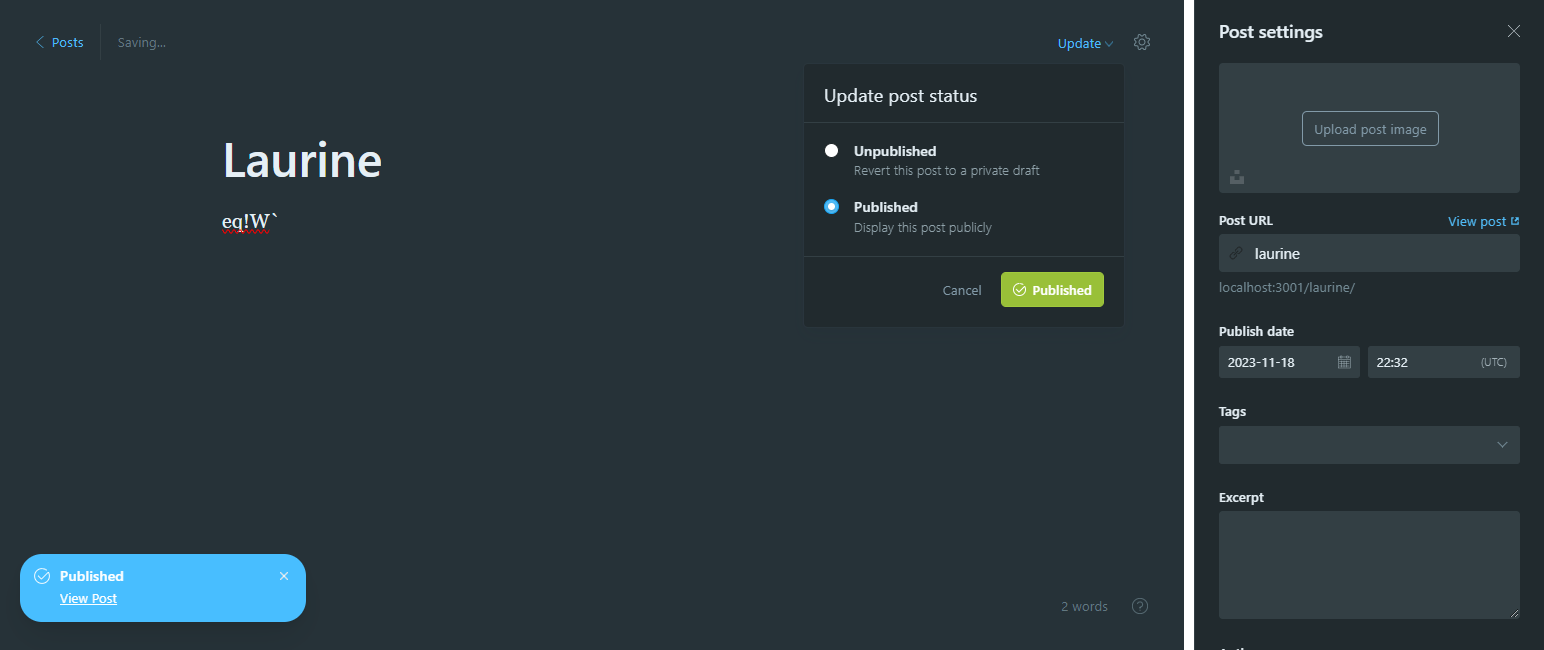 Posts
Saving...
Update
Update post status
Unpublished
Revert this post to a private draft
Published
Display this post publicly
Cancel
Published
Laurine
eq!W`
Published
View Post
2 words
?
Post settings
Upload post image
Post URL
View post
laurine
localhost:3001/laurine/
Publish date
2023-11-18
22:32
(UTC)
Tags
Excerpt